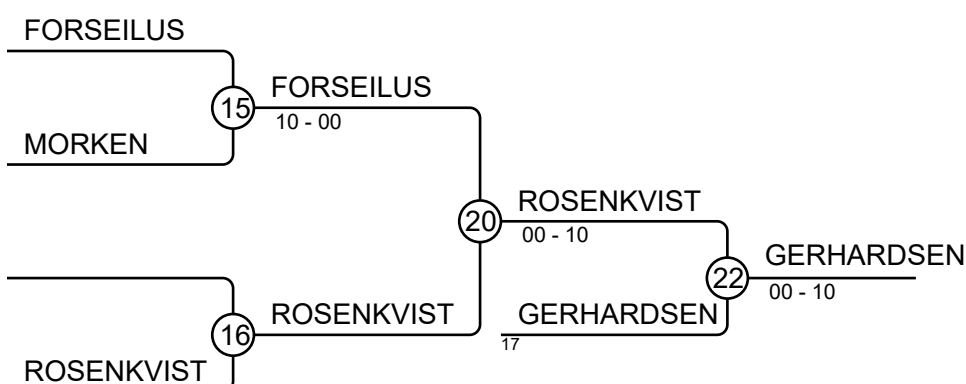 FORSEILUS
15
FORSEILUS
10 - 00
MORKEN
20
ROSENKVIST
00 - 10
22
GERHARDSEN
00 - 10
16
ROSENKVIST
GERHARDSEN
17
ROSENKVIST